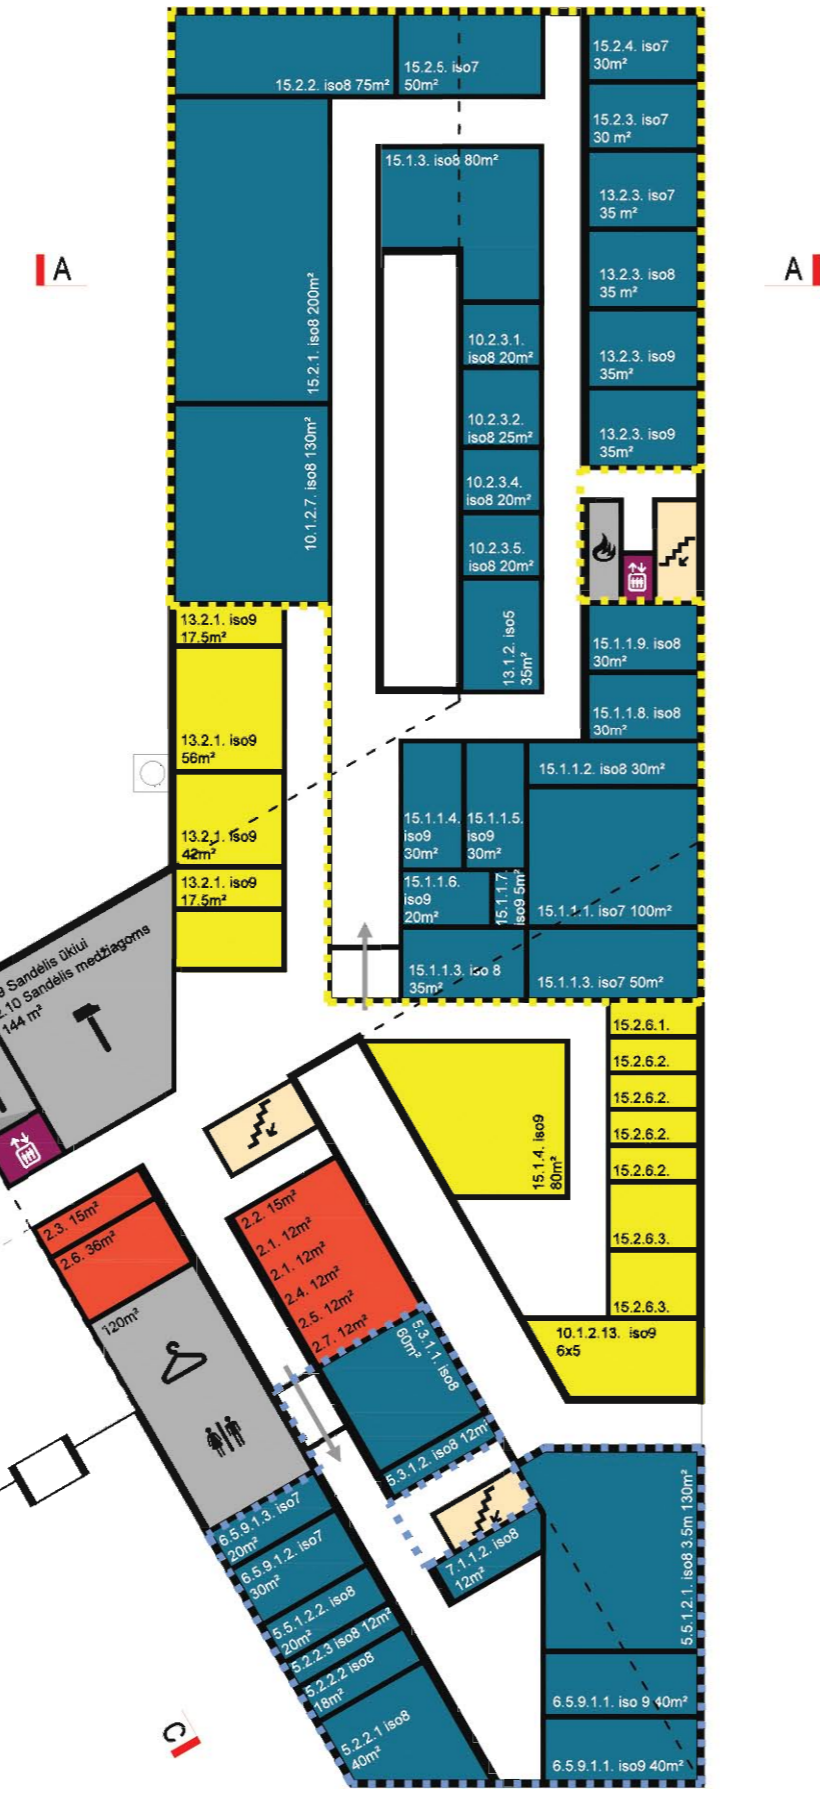 15.2.2. iso8 75m²
15.2.5. iso7
50m²
15.2.4. iso7
30m²
15.2.3. iso7
30 m²
15.1.3. iso8 80m²
13.2.3. iso7
35 m²
A
A
13.2.3. iso8
35 m²
15.2.1. iso8 200m²
10.2.3.1.
iso8 20m²
13.2.3. iso9
35m²
10.2.3.2.
iso8 25m²
13.2.3. iso9
35m²
10.1.2.7. iso8 130m²
10.2.3.4.
iso8 20m²
10.2.3.5.
iso8 20m²
13.1.2. iso5
35m²
13.2.1. iso9
17.5m²
15.1.1.9. iso8
30m²
15.1.1.8. iso8
30m²
13.2.1. iso9
56m²
15.1.1.2. iso8 30m²
13.2.1. iso9
42m²
15.1.1.4.
iso9
30m²
15.1.1.5.
iso9
30m²
13.2.1. iso9
17.5m²
15.1.1.6.
iso9
20m²
15.1.1.7.
iso9 5m²
15.1.1.1. iso7 100m²
15.1.1.3. iso 8
35m²
15.1.1.3. iso7 50m²
9 Sandėlis ūkiui
2.10 Sandėlis medžiagoms
144 m²
15.2.6.1.
15.2.6.2.
15.2.6.2.
15.2.6.2.
15.2.6.2.
15.1.4. iso9
80m²
15.2.6.3.
15.2.6.3.
10.1.2.13. iso9
6x5
2.3. 15m²
2.6. 36m²
120m²
2.2. 15m²
2.1. 12m²
2.1. 12m²
2.4. 12m²
2.5. 12m²
2.7. 12m²
5.3.1.1. iso8
60m²
5.3.1.2. iso8 12m²
7.1.1.2. iso8
12m²
5.5.1.2.1. iso8 3.5m 130m²
6.5.9.1.3. iso7
20m²
6.5.9.1.2. iso7
30m²
5.5.1.2.2. iso8
20m²
5.2.2.3 iso8 12m²
5.2.2.2 iso8
18m²
5.2.2.1 iso8
40m²
6.5.9.1.1. iso 9 40m²
6.5.9.1.1. iso9 40m²
C